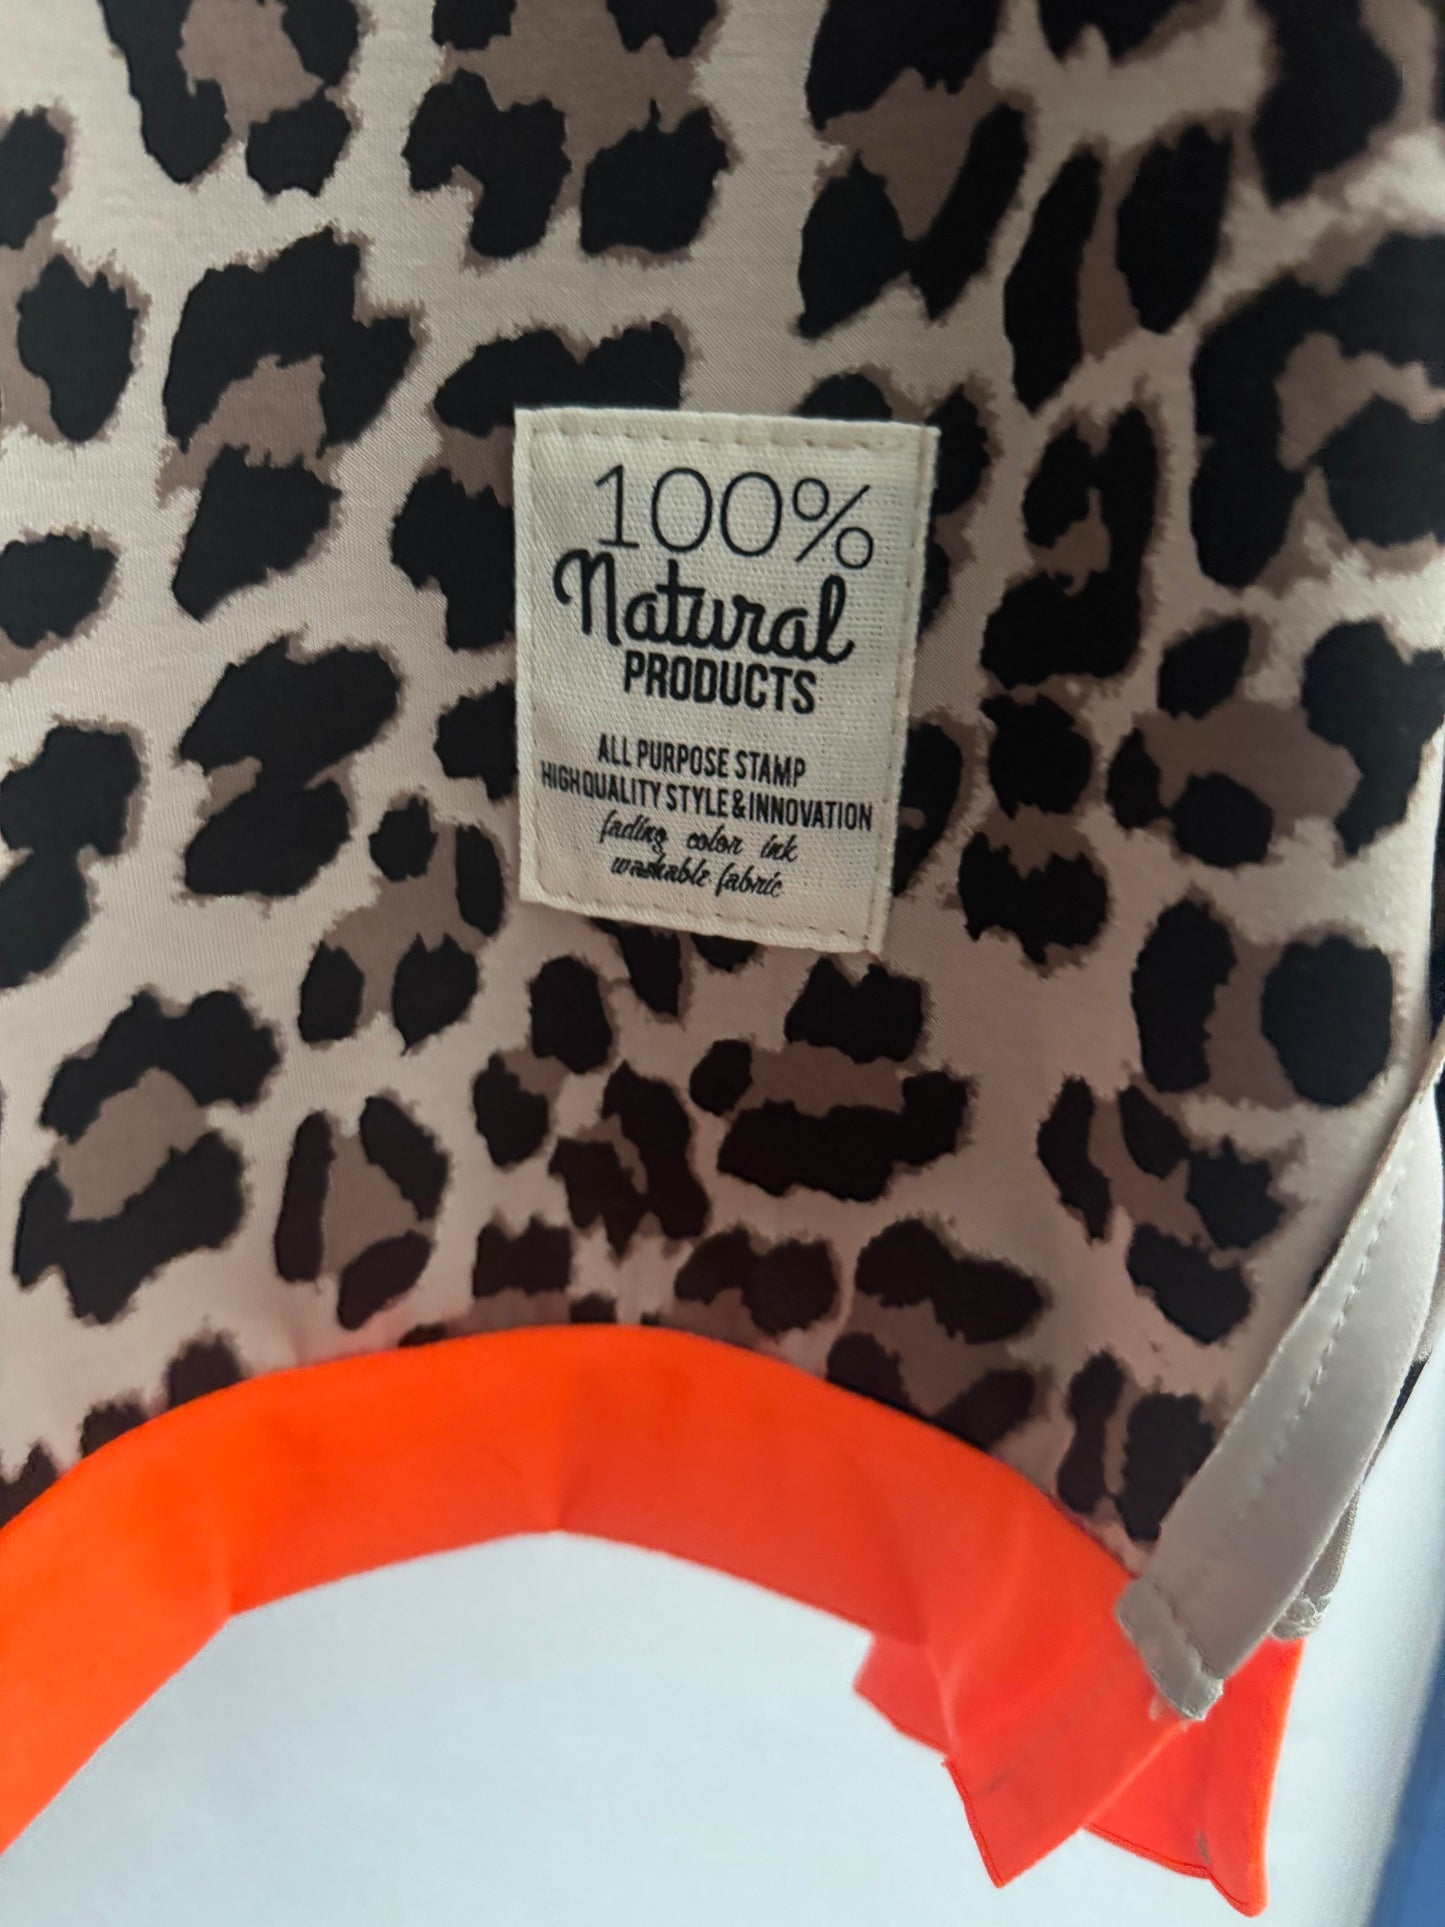 100%
Natural
PRODUCTS
ALL PURPOSE STAMP
HIGH QUALITY STYLE & INNOVATION
fading color ink
washable fabric